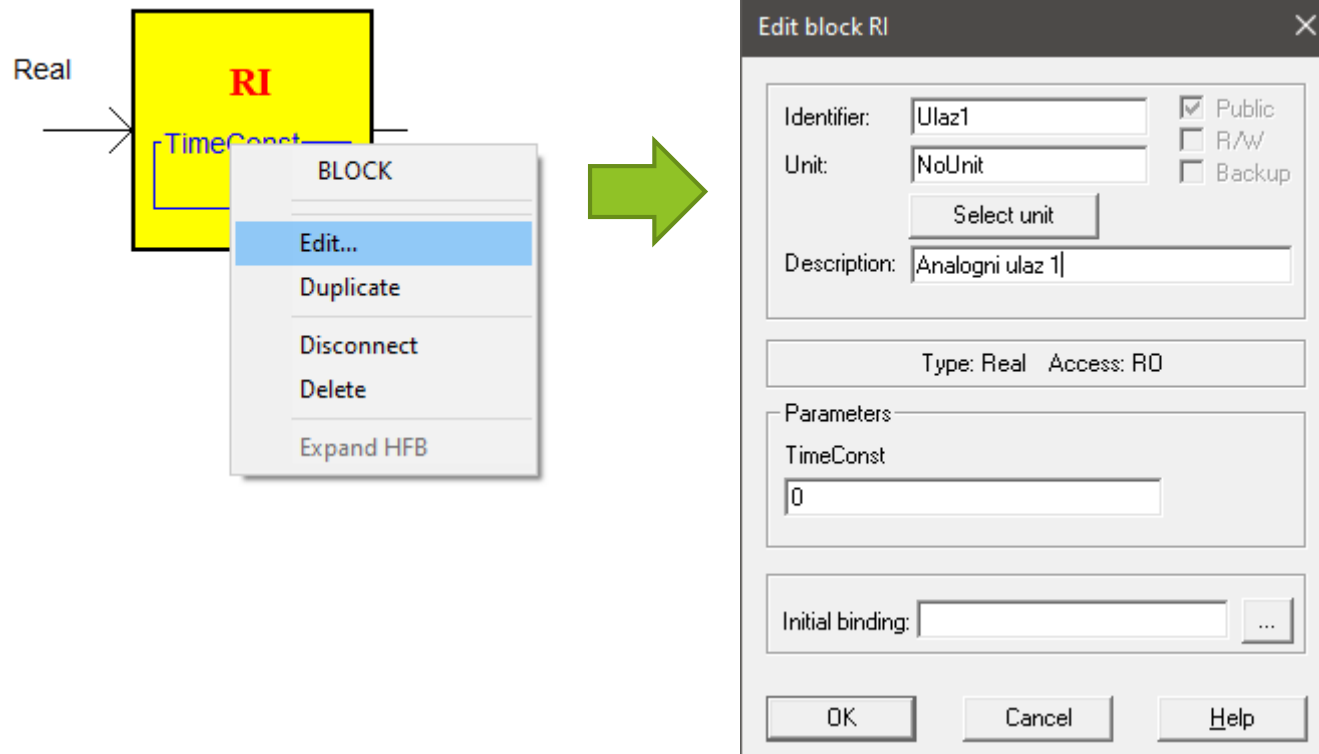 Real
RI
TimeConst
BLOCK
Edit...
Duplicate
Disconnect
Delete
Expand HFB
Edit block RI
Identifier: Ulaz1
Public
R/W
Unit: NoUnit
Backup
Select unit
Description: Analogni ulaz 1
Type: Real Access: RO
Parameters
TimeConst
0
Initial binding: ...
OK Cancel Help